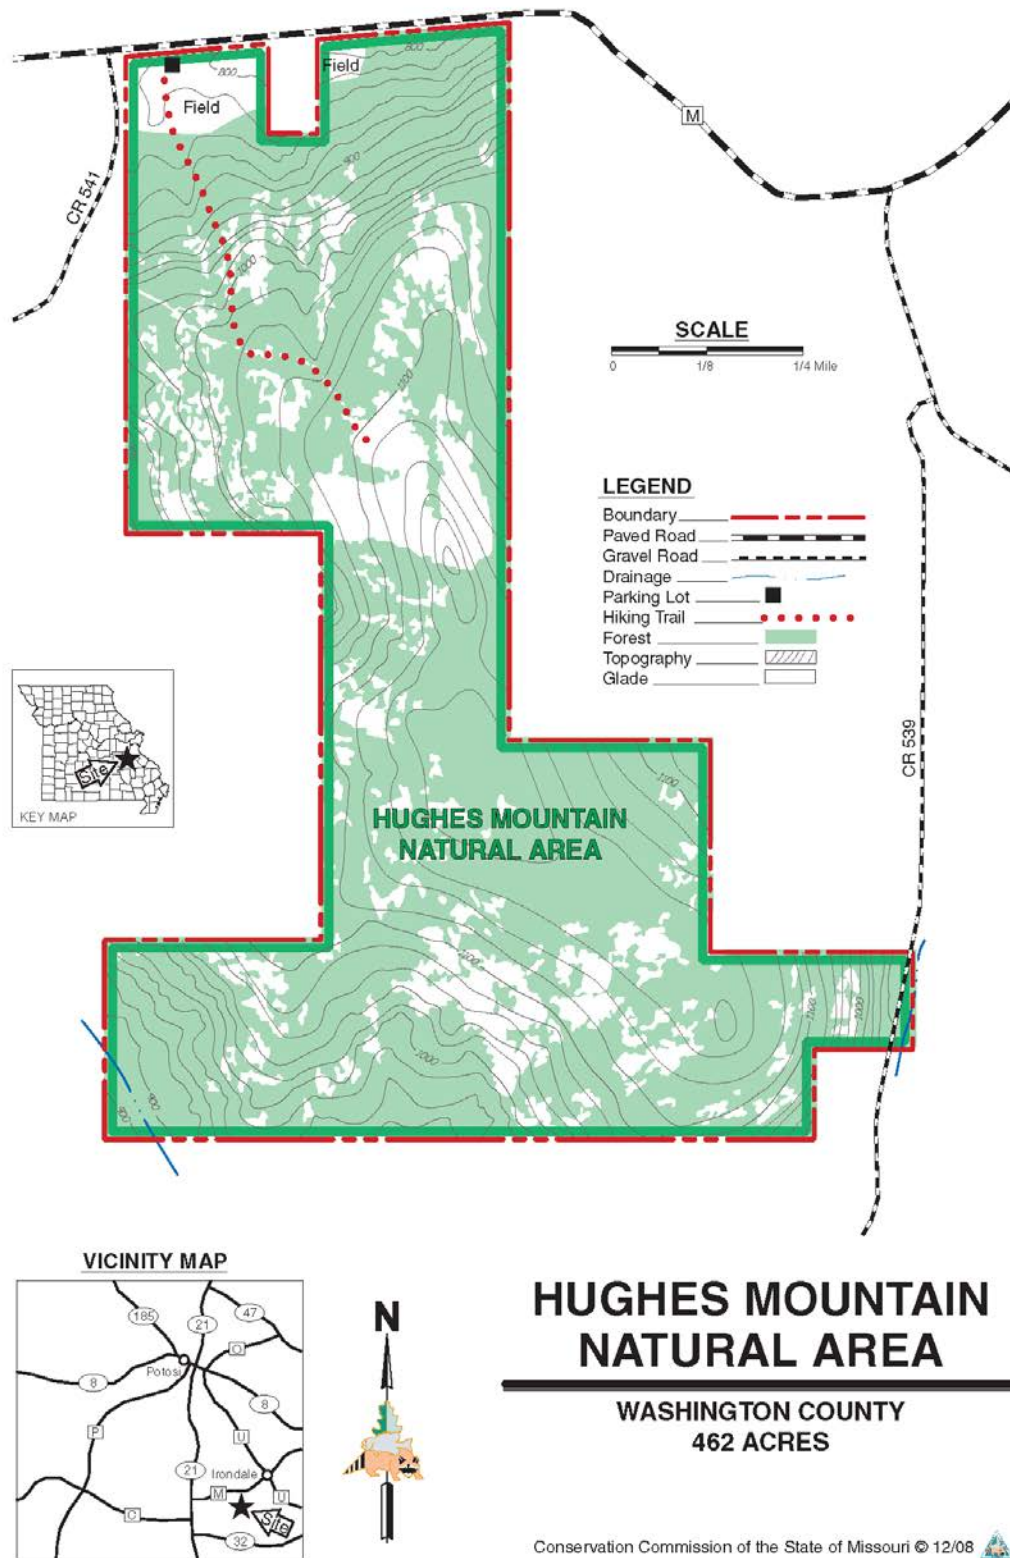 800
800
Field
Field
M
900
CR 541
1000
SCALE
0 1/8 1/4 Mile
1200
LEGEND
Boundary
Paved Road
Gravel Road
Drainage
Parking Lot
Hiking Trail
Forest
Topography
Glade
CR 539
Site
KEY MAP
1100
HUGHES MOUNTAIN
NATURAL AREA
1100
1100
1000
1000
900
900
VICINITY MAP
185
21
47
O
Potosi
8
8
P
U
21
Irondale
M
U
C
Site
32
N
HUGHES MOUNTAIN
NATURAL AREA
WASHINGTON COUNTY
462 ACRES
Conservation Commission of the State of Missouri © 12/08